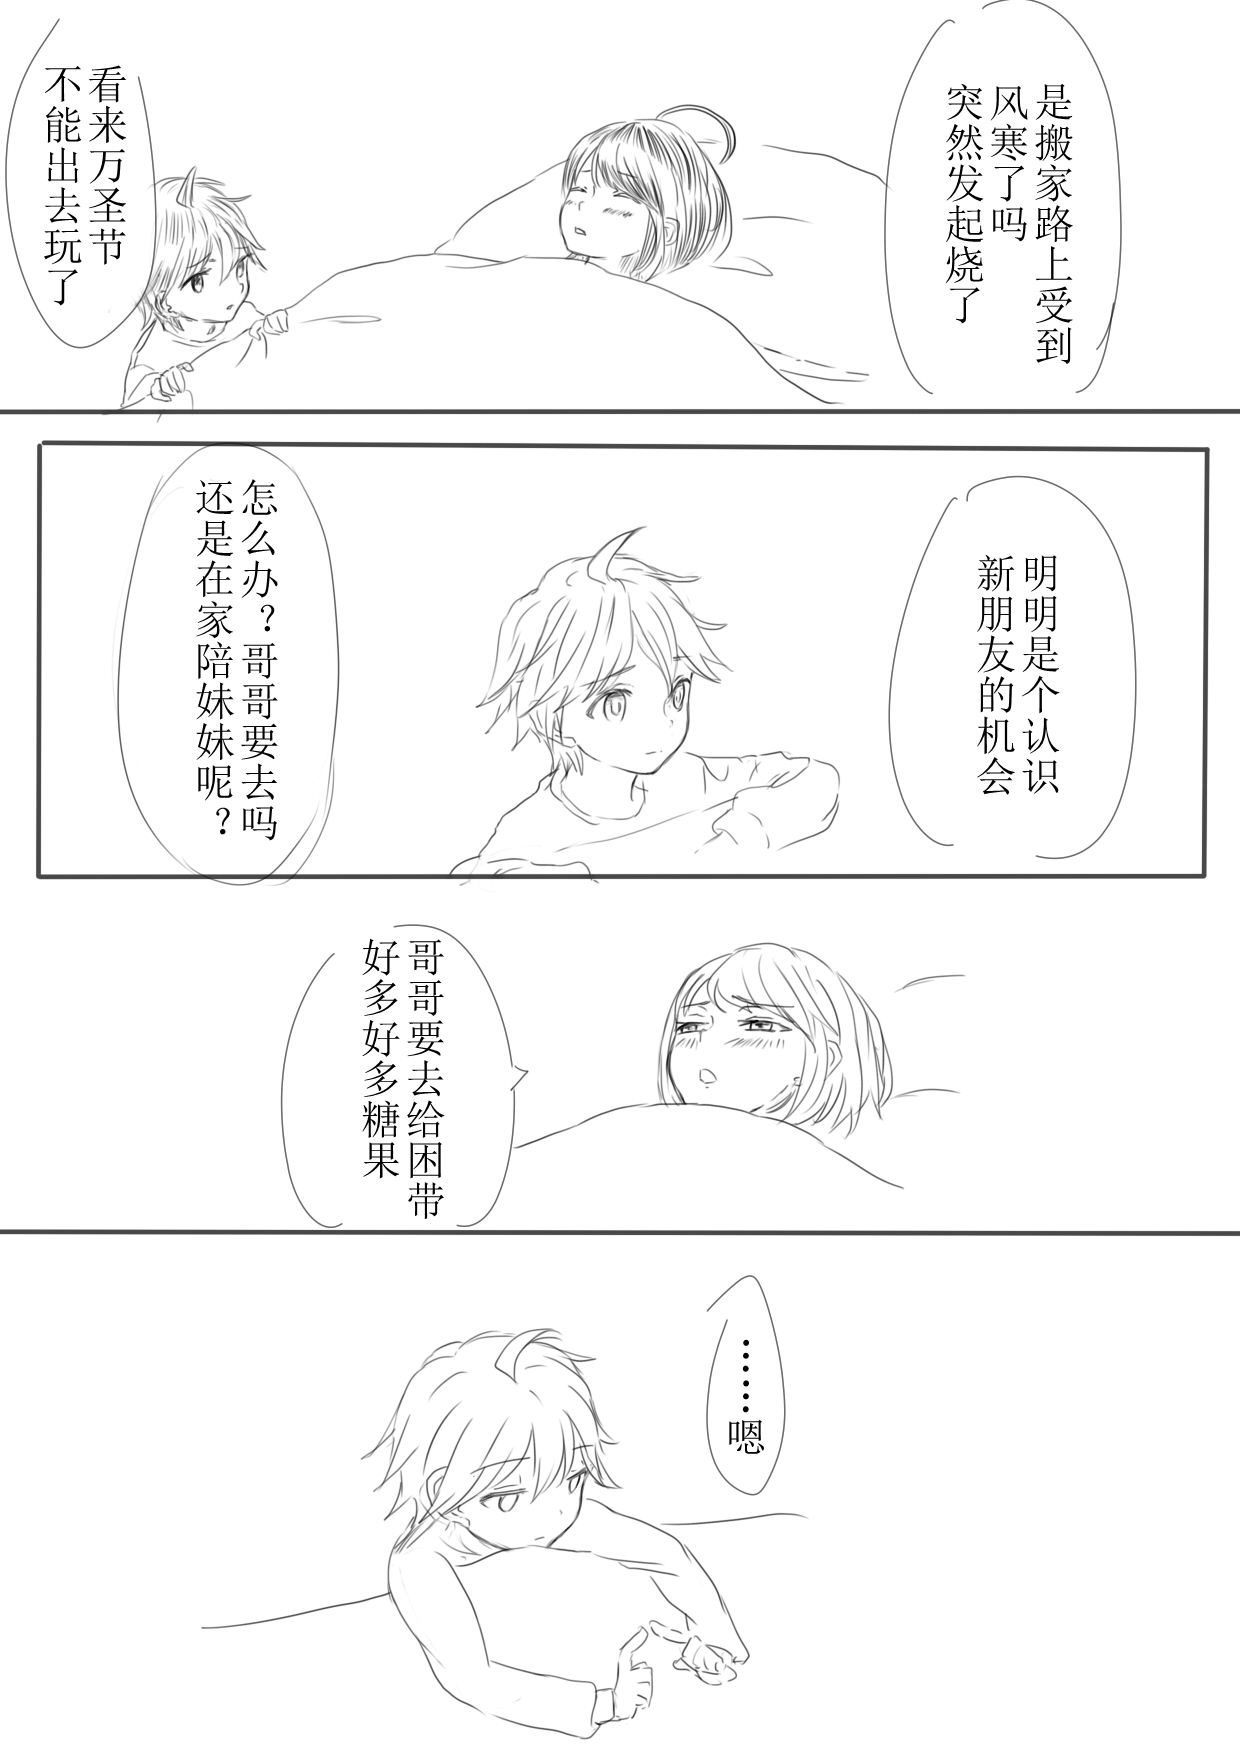 是搬家路上受到
风寒了吗
突然发起烧了
看来万圣节
不能出去玩了
明明是个认识
新朋友的机会
怎么办？哥哥要去吗
还是在家陪妹妹呢？
哥哥要去给困带
好多好多糖果
……嗯